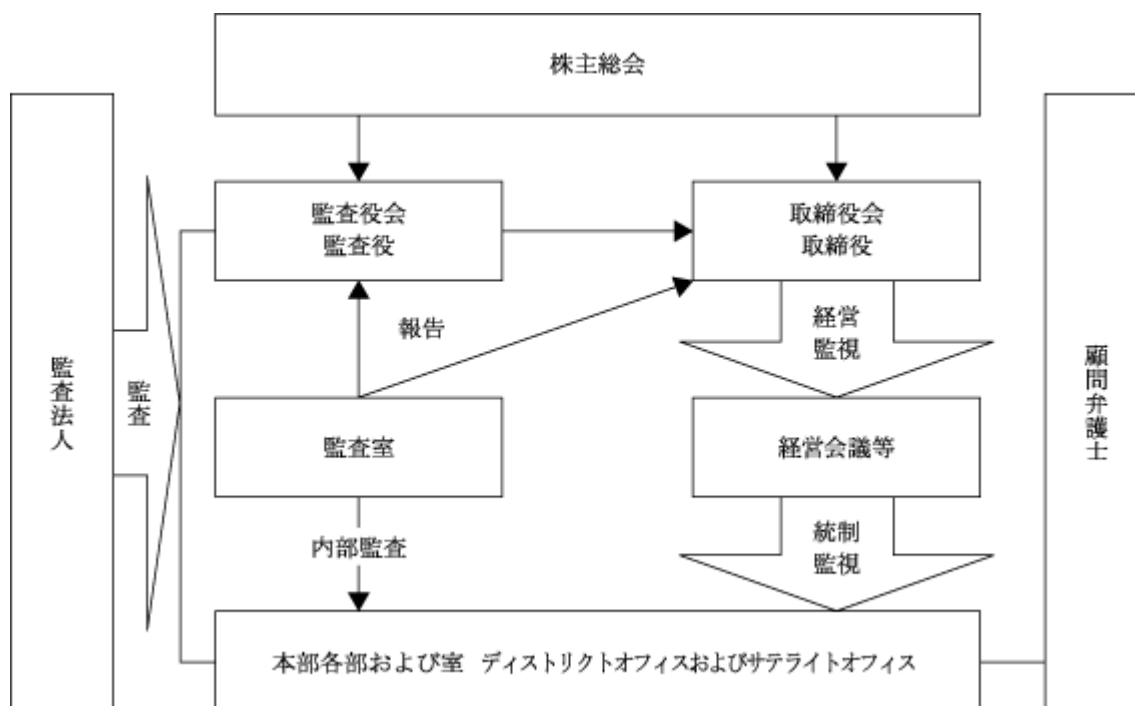 株主総会
監査役会
監査役
取締役会
取締役
報告
経営
監視
監査法人
監査
監査室
経営会議等
顧問弁護士
内部監査
統制
監視
本部各部および室 ディストリクトオフィスおよびサテライトオフィス